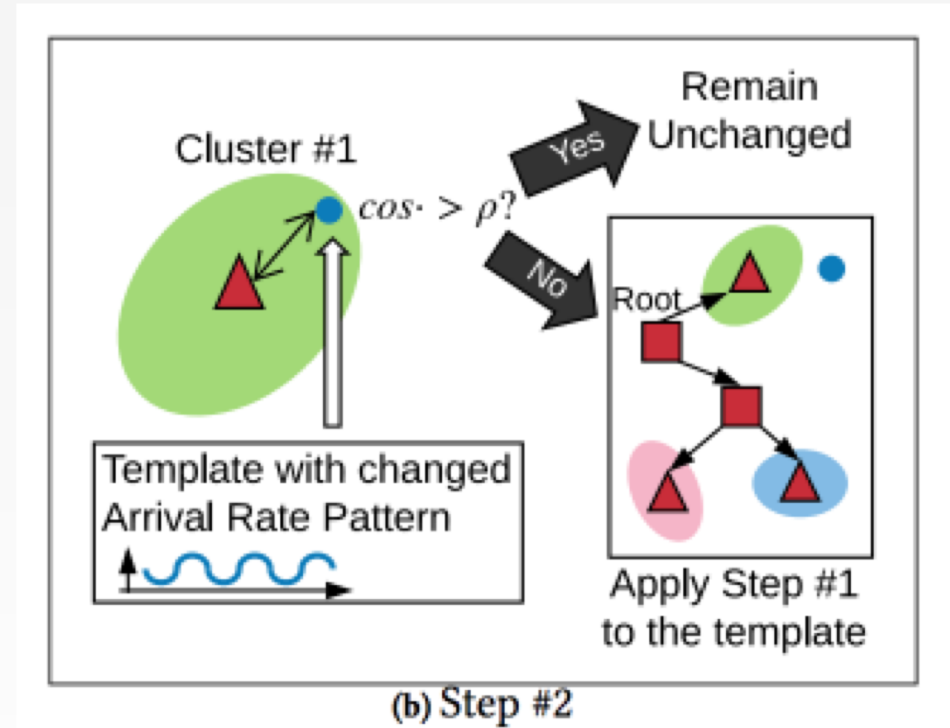 Cluster #1
cos· > ρ?
Yes
Remain
Unchanged
No
Root
Template with changed
Arrival Rate Pattern
Apply Step #1
to the template
(b) Step #2